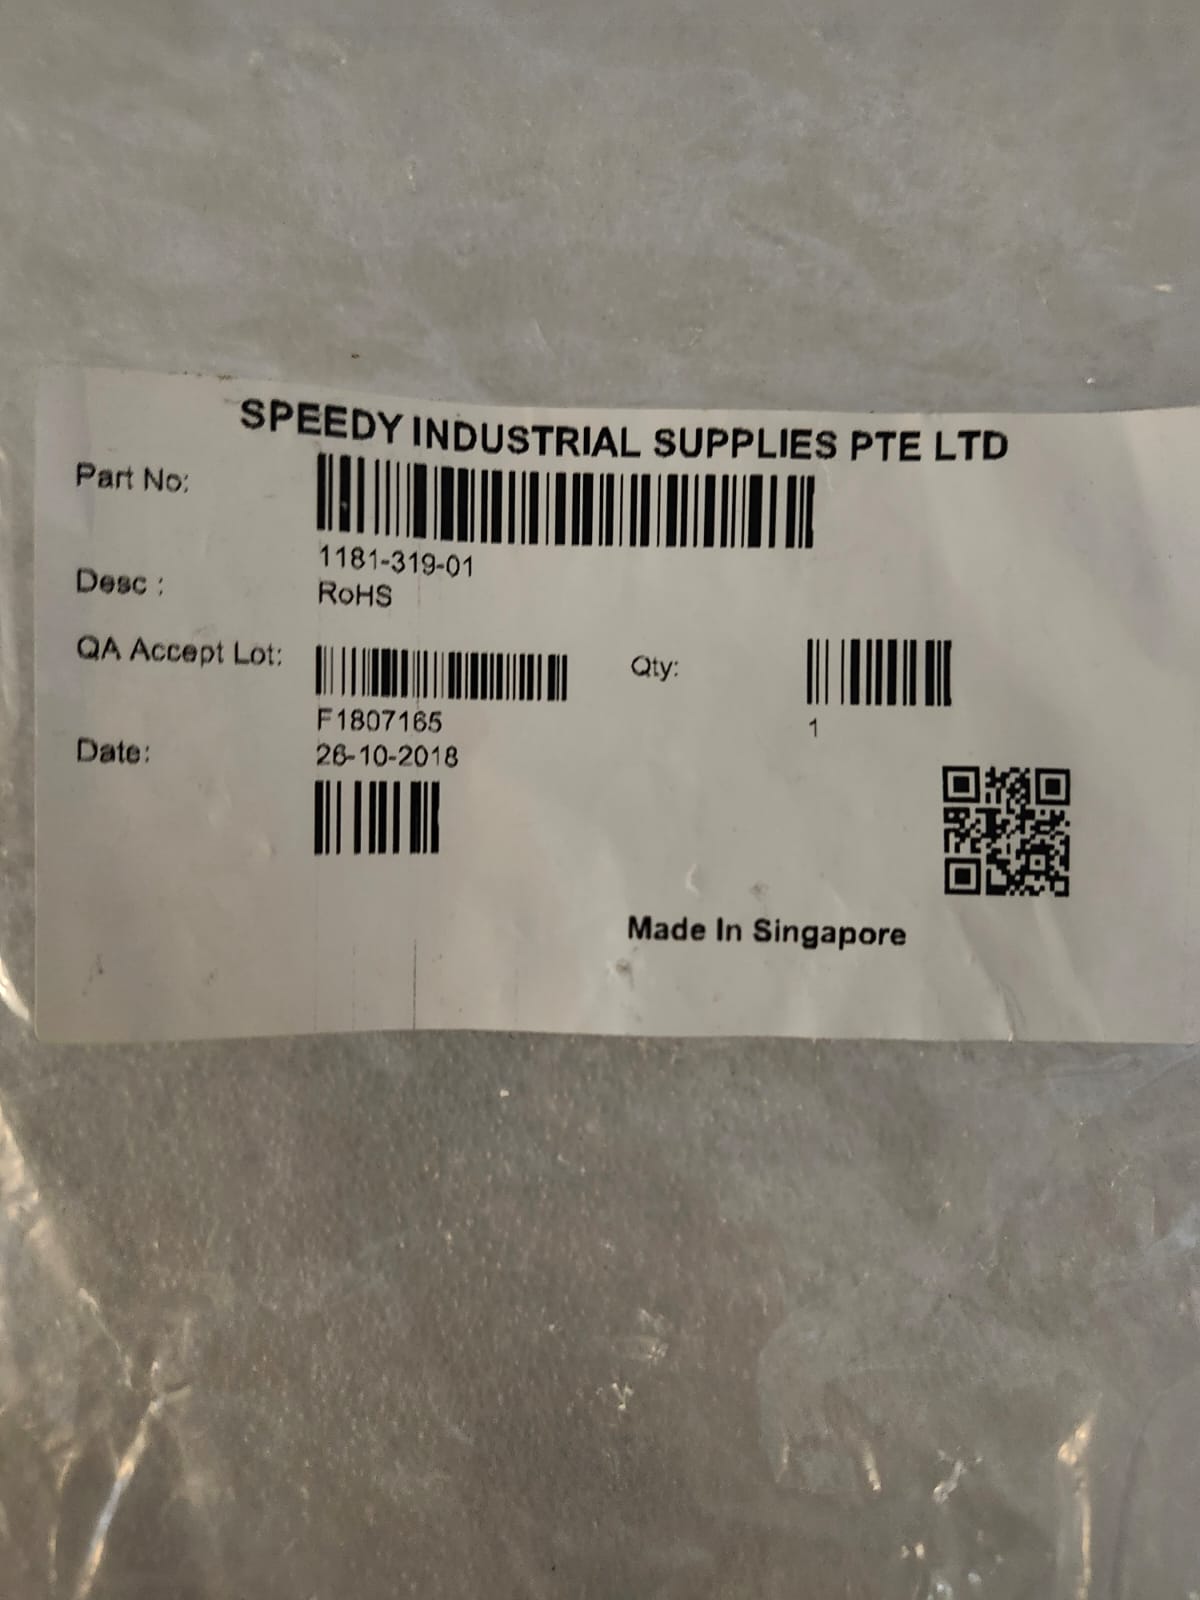 SPEEDY INDUSTRIAL SUPPLIES PTE LTD
Part No:
1181-319-01
Desc : RoHS
QA Accept Lot: Qty:
F1807165 1
Date: 26-10-2018
Made In Singapore